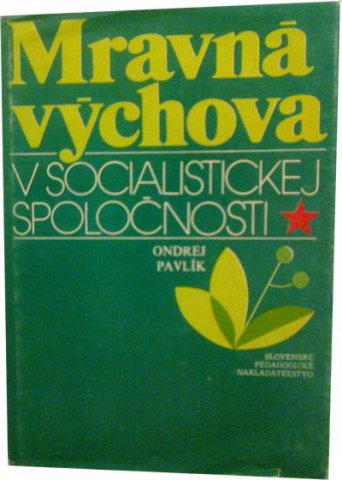 Mravná
výchova
V SOCIALISTICKEJ
SPOLOČNOSTI
ONDREJ
PAVLÍK
SLOVENSKÉ
PEDAGOGICKÉ
NAKLADATEĽSTVO